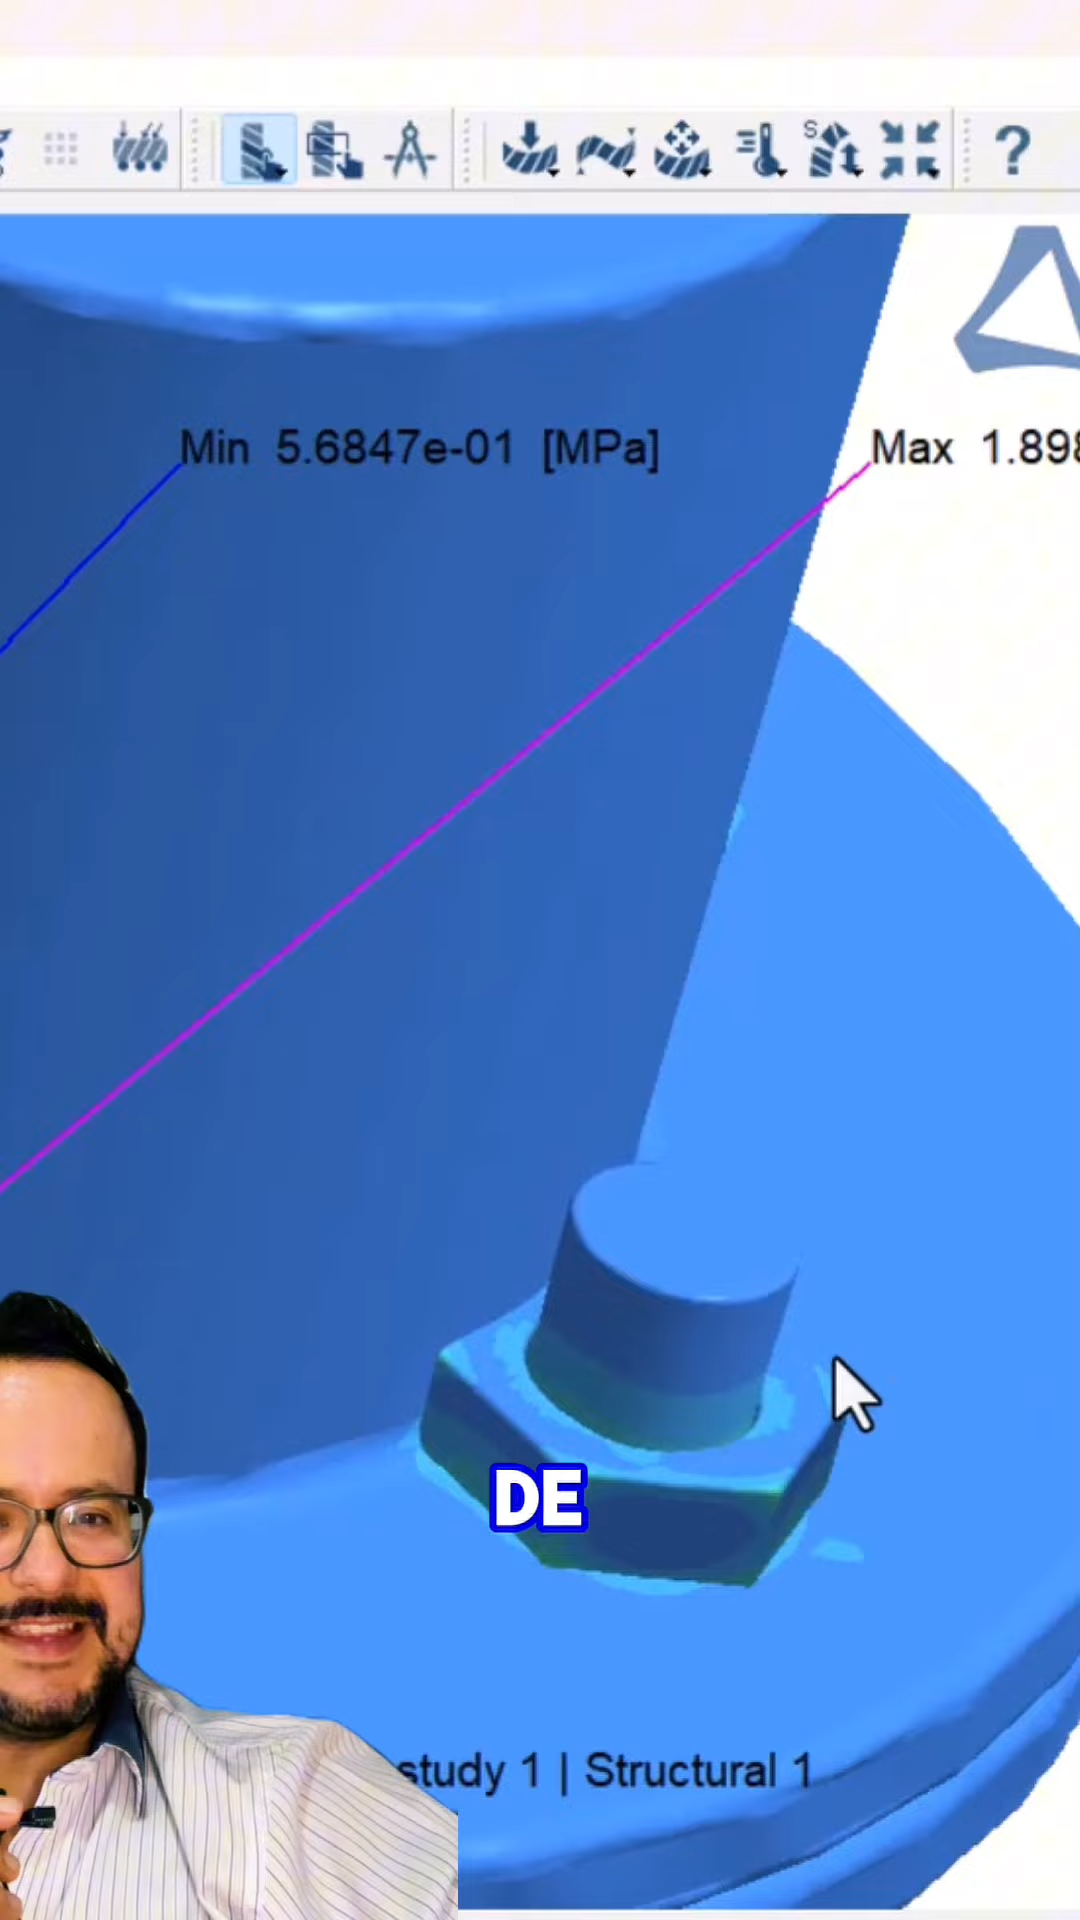 S
?
Min 5.6847e-01 [MPa]
Max 1.898
DE
study 1 | Structural 1